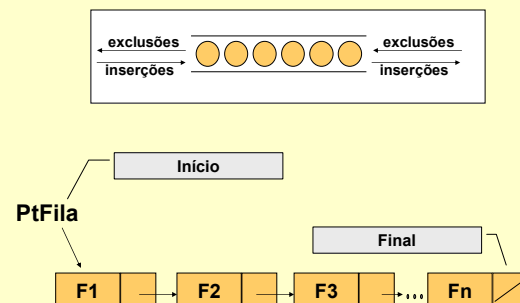 exclusões exclusões
inserções inserções
Início
PtFila
Final
F1 F2 F3 ... Fn